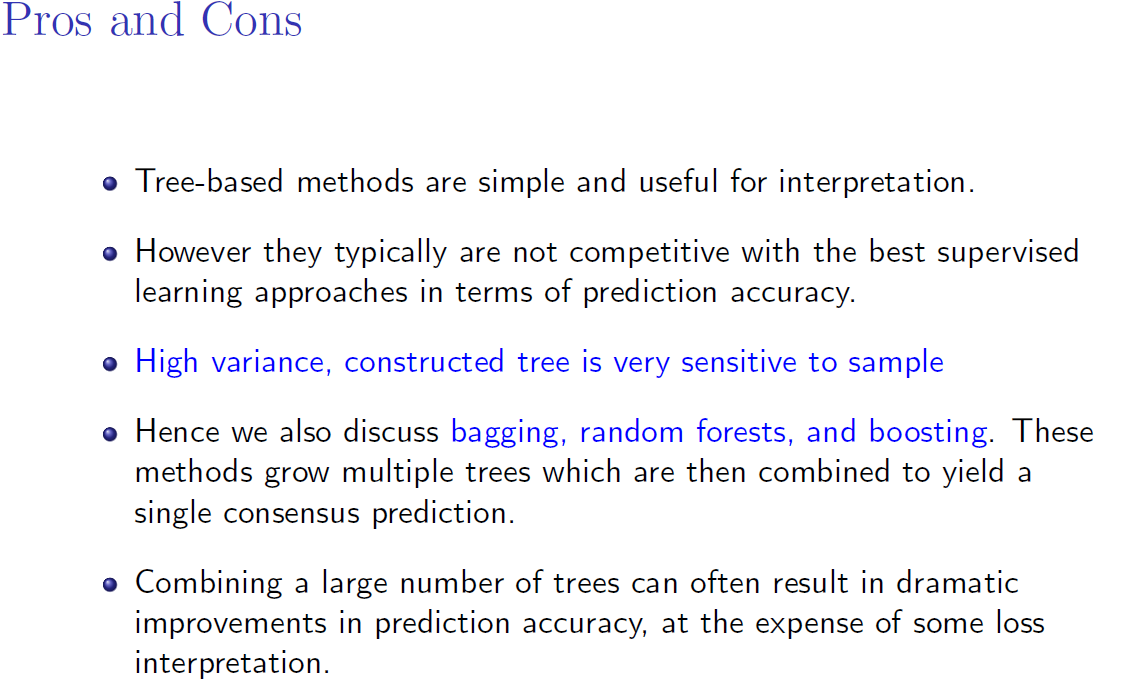 Pros and Cons
Tree-based methods are simple and useful for interpretation.
However they typically are not competitive with the best supervised
learning approaches in terms of prediction accuracy.
High variance, constructed tree is very sensitive to sample
Hence we also discuss bagging, random forests, and boosting. These
methods grow multiple trees which are then combined to yield a
single consensus prediction.
Combining a large number of trees can often result in dramatic
improvements in prediction accuracy, at the expense of some loss
interpretation.